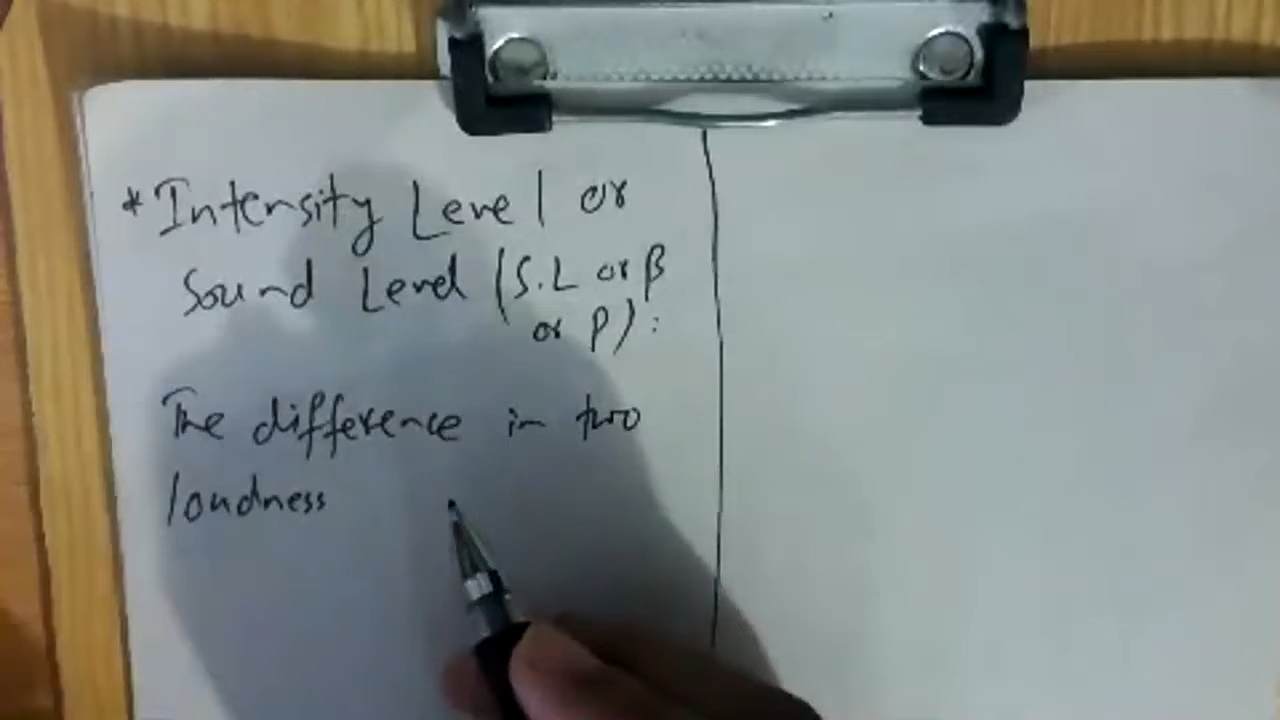 *Intensity Level or
Sound Level (S.L or β
or P):
The difference in two
loudness